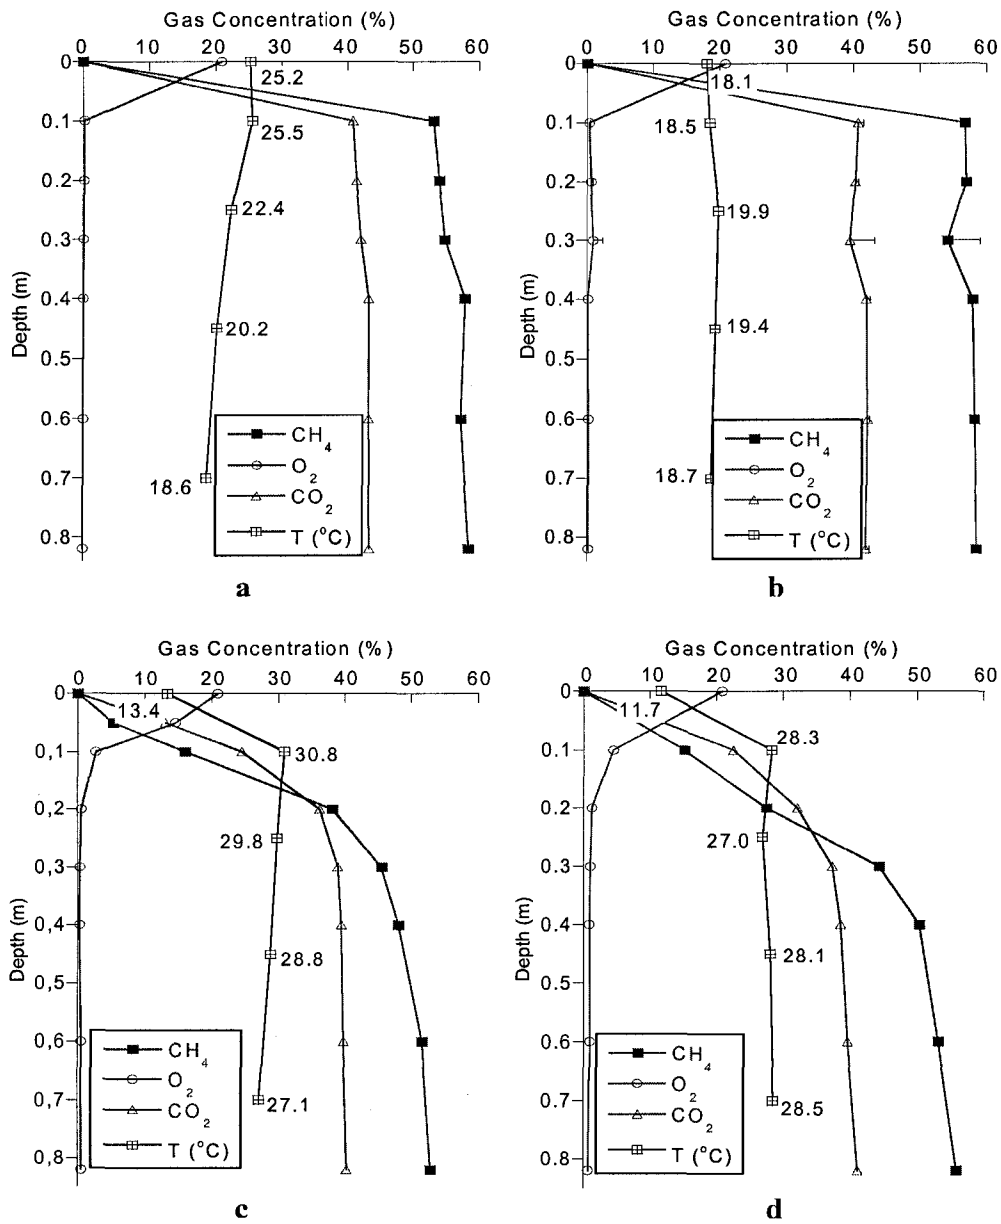 a
Gas Concentration (%)
0 10 20 30 40 50 60
0
0.1
0.2
0.3
0.4
0.5
0.6
0.7
0.8
Depth (m)
25.2
25.5
22.4
20.2
18.6
CH₄
O₂
CO₂
T (°C)
a
b
Gas Concentration (%)
0 10 20 30 40 50 60
0
0.1
0.2
0.3
0.4
0.5
0.6
0.7
0.8
Depth (m)
18.1
18.5
19.9
19.4
18.7
CH₄
O₂
CO₂
T (°C)
b
Gas Concentration (%)
0 10 20 30 40 50 60
0
0,1
0,2
0,3
0,4
0,5
0,6
0,7
0,8
Depth (m)
13.4
30.8
29.8
28.8
27.1
CH₄
O₂
CO₂
T (°C)
c
Gas Concentration (%)
0 10 20 30 40 50 60
0
0.1
0.2
0.3
0.4
0.5
0.6
0.7
0.8
Depth (m)
11.7
28.3
27.0
28.1
28.5
CH₄
O₂
CO₂
T (°C)
d